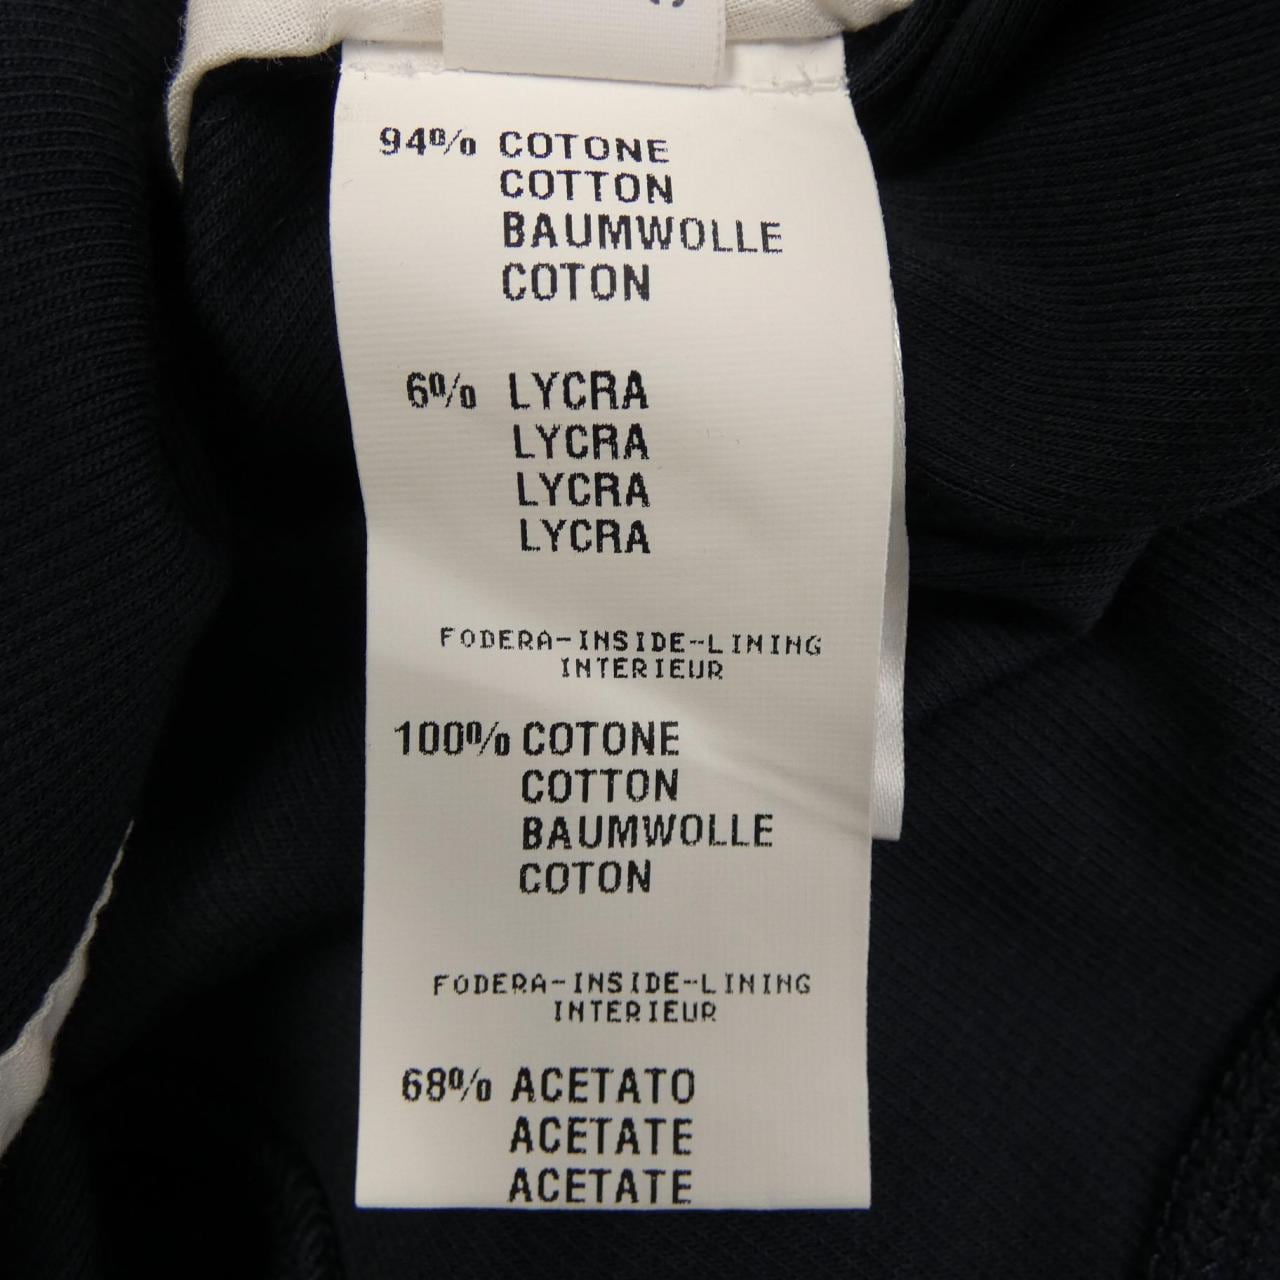 94% COTONE
COTTON
BAUMWOLLE
COTON
6% LYCRA
LYCRA
LYCRA
LYCRA
FODERA-INSIDE-LINING
INTERIEUR
100% COTONE
COTTON
BAUMWOLLE
COTON
FODERA-INSIDE-LINING
INTERIEUR
68% ACETATO
ACETATE
ACETATE